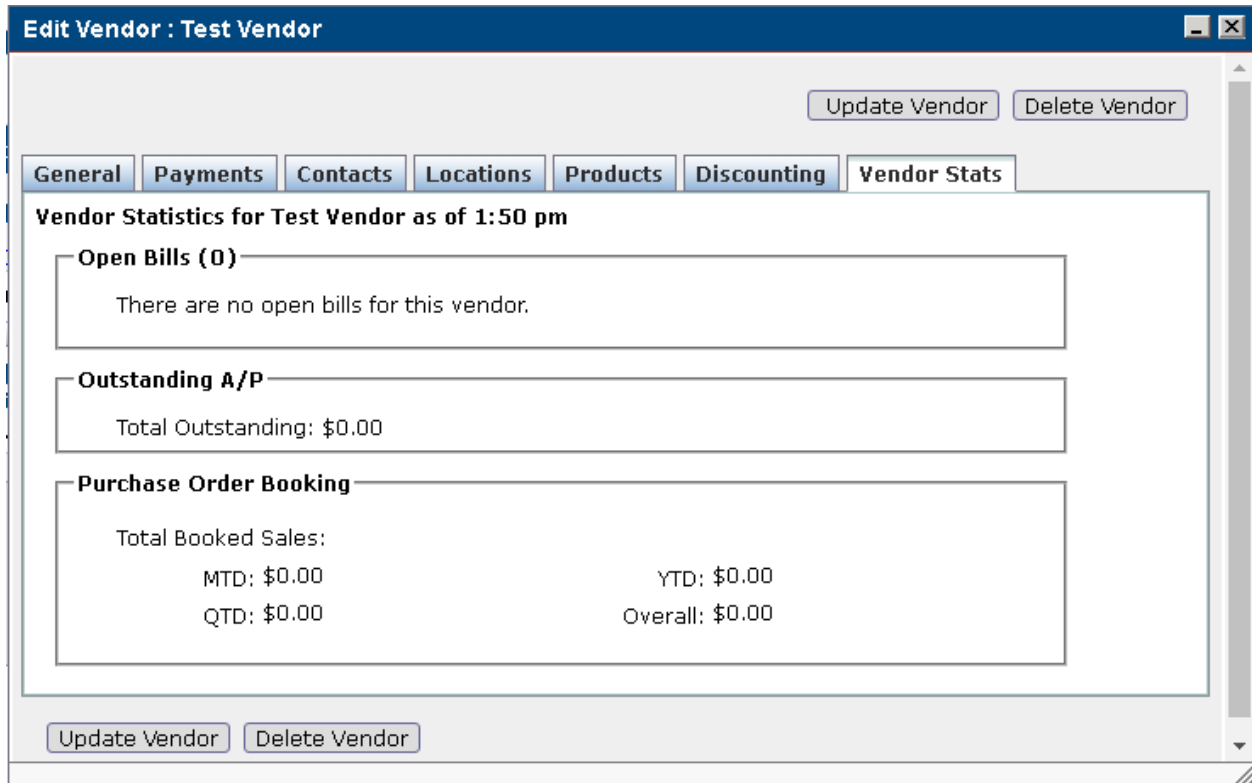 Edit Vendor : Test Vendor
Update Vendor Delete Vendor
General Payments Contacts Locations Products Discounting Vendor Stats
Vendor Statistics for Test Vendor as of 1:50 pm
Open Bills (0)
There are no open bills for this vendor.
Outstanding A/P
Total Outstanding: $0.00
Purchase Order Booking
Total Booked Sales:
MTD: $0.00 YTD: $0.00
QTD: $0.00 Overall: $0.00
Update Vendor Delete Vendor